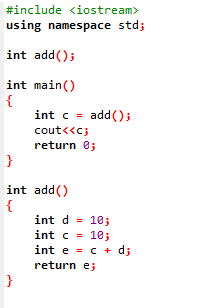 #include <iostream>
using namespace std;
int add();
int main()
{
int c = add();
cout<<c;
return 0;
}
int add()
{
int d = 10;
int c = 10;
int e = c + d;
return e;
}